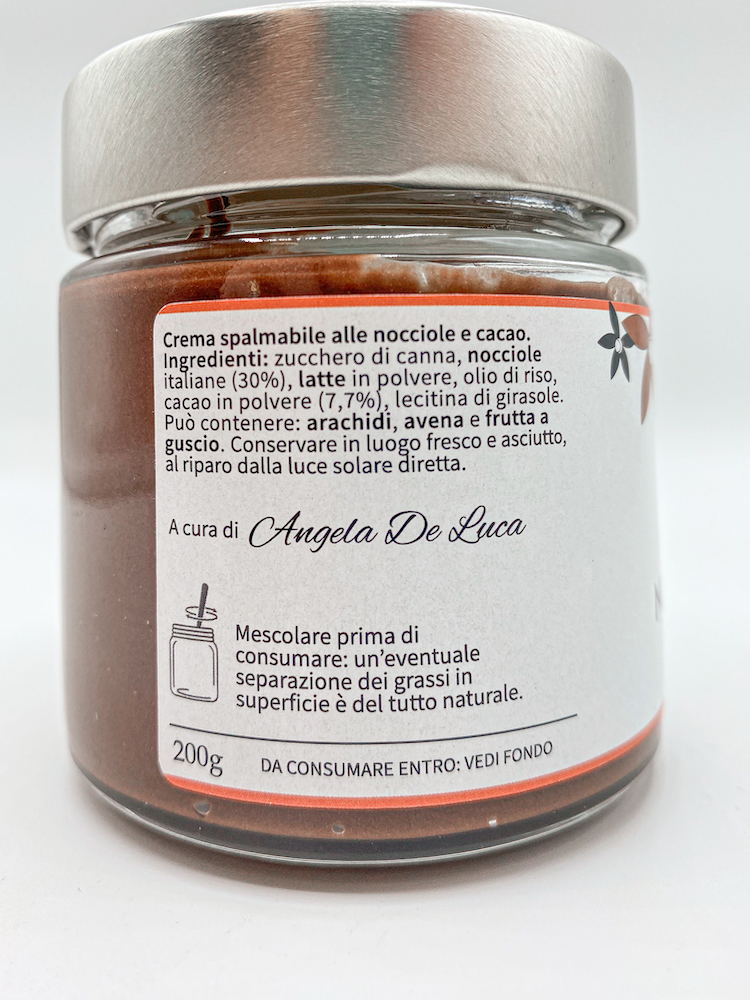 Crema spalmabile alle nocciole e cacao.
Ingredienti: zucchero di canna, nocciole
italiane (30%), latte in polvere, olio di riso,
cacao in polvere (7,7%), lecitina di girasole.
Può contenere: arachidi, avena e frutta a
guscio. Conservare in luogo fresco e asciutto,
al riparo dalla luce solare diretta.
A cura di Angela De Luca
Mescolare prima di
consumare: un'eventuale
separazione dei grassi in
superficie è del tutto naturale.
200g DA CONSUMARE ENTRO: VEDI FONDO